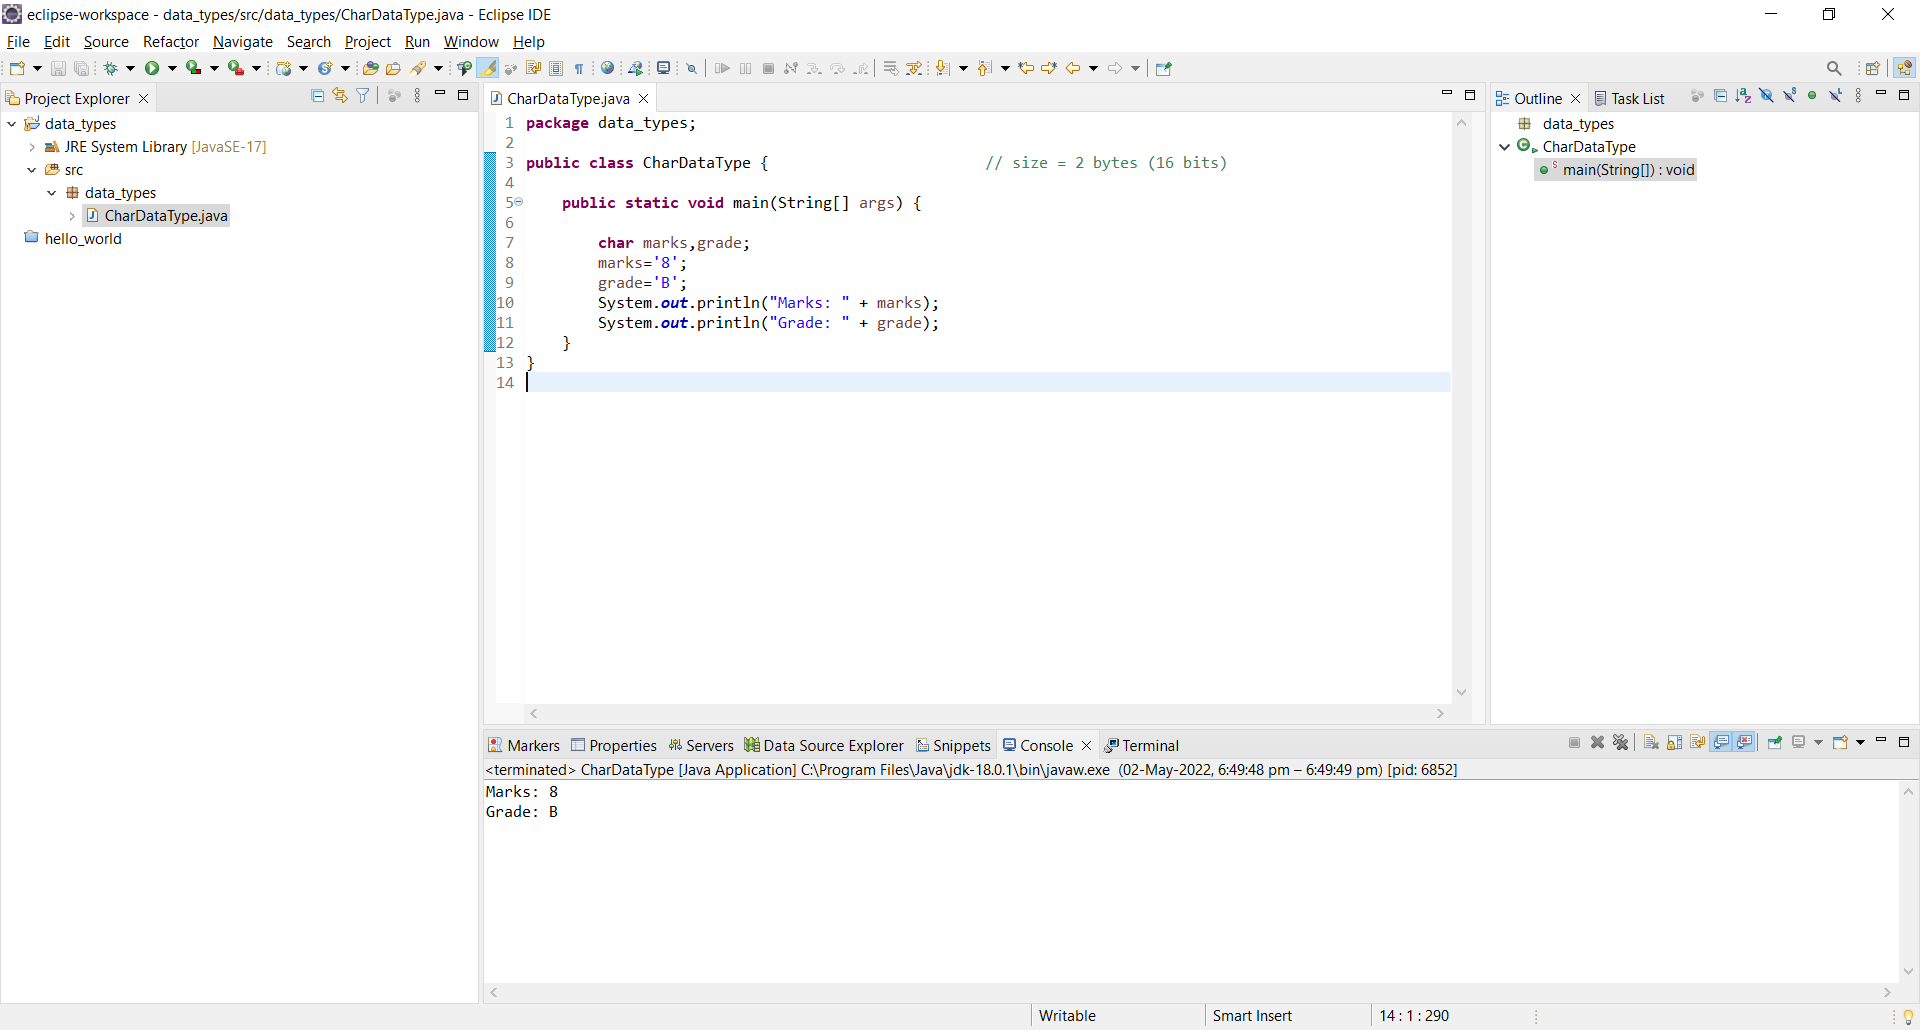 eclipse-workspace - data_types/src/data_types/CharDataType.java - Eclipse IDE
File Edit Source Refactor Navigate Search Project Run Window Help
Project Explorer
data_types
JRE System Library [JavaSE-17]
src
data_types
CharDataType.java
hello_world
CharDataType.java
1 package data_types;
2
3 public class CharDataType { // size = 2 bytes (16 bits)
4
5 public static void main(String[] args) {
6
7 char marks,grade;
8 marks='8';
9 grade='B';
10 System.out.println("Marks: " + marks);
11 System.out.println("Grade: " + grade);
12 }
13 }
14
Outline Task List
data_types
CharDataType
main(String[]) : void
Markers Properties Servers Data Source Explorer Snippets Console Terminal
<terminated> CharDataType [Java Application] C:\Program Files\Java\jdk-18.0.1\bin\javaw.exe (02-May-2022, 6:49:48 pm – 6:49:49 pm) [pid: 6852]
Marks: 8
Grade: B
Writable Smart Insert 14 : 1 : 290